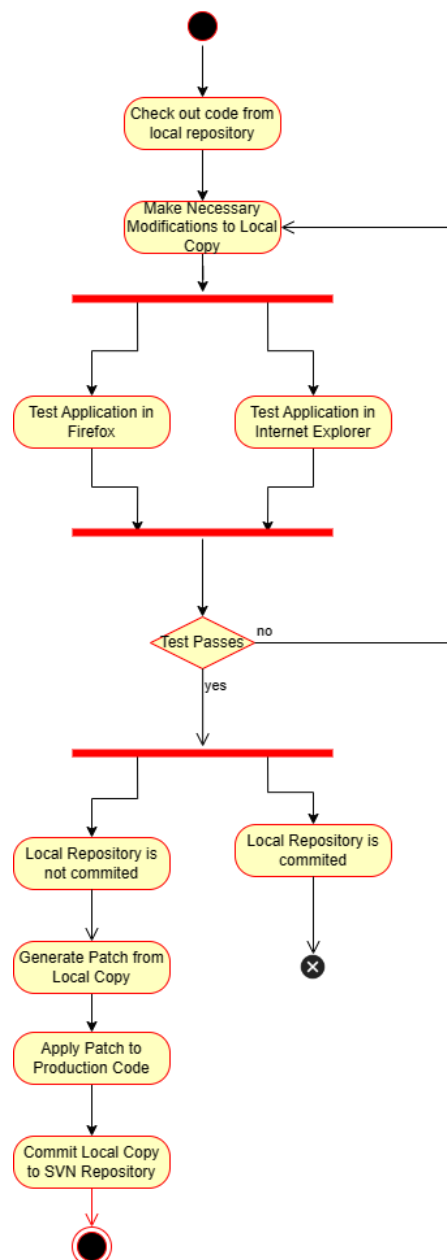 Check out code from
local repository
Make Necessary
Modifications to Local
Copy
Test Application in
Firefox
Test Application in
Internet Explorer
Test Passes
no
yes
Local Repository is
not commited
Local Repository is
commited
Generate Patch from
Local Copy
Apply Patch to
Production Code
Commit Local Copy
to SVN Repository